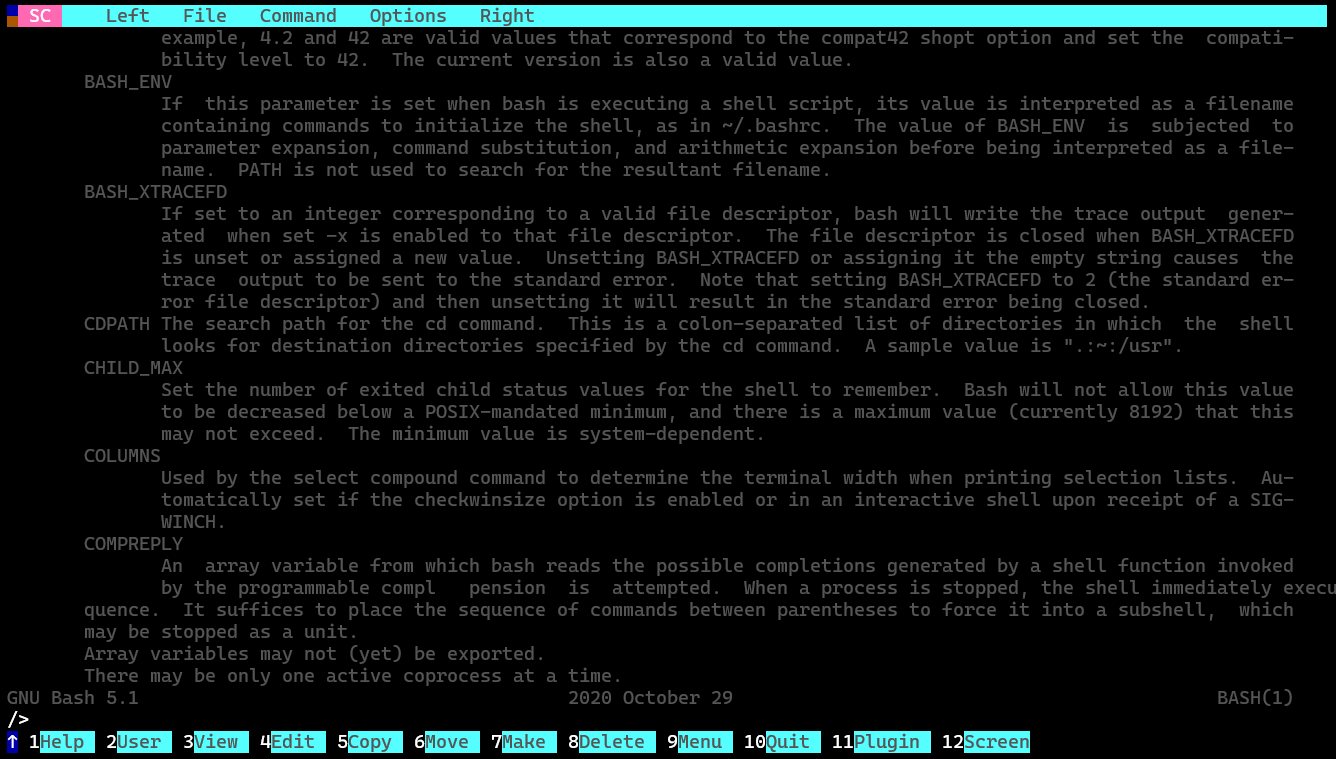 SC Left File Command Options Right
example, 4.2 and 42 are valid values that correspond to the compat42 shopt option and set the compati-
bility level to 42. The current version is also a valid value.
BASH_ENV
If this parameter is set when bash is executing a shell script, its value is interpreted as a filename
containing commands to initialize the shell, as in ~/.bashrc. The value of BASH_ENV is subjected to
parameter expansion, command substitution, and arithmetic expansion before being interpreted as a file-
name. PATH is not used to search for the resultant filename.
BASH_XTRACEFD
If set to an integer corresponding to a valid file descriptor, bash will write the trace output gener-
ated when set -x is enabled to that file descriptor. The file descriptor is closed when BASH_XTRACEFD
is unset or assigned a new value. Unsetting BASH_XTRACEFD or assigning it the empty string causes the
trace output to be sent to the standard error. Note that setting BASH_XTRACEFD to 2 (the standard er-
ror file descriptor) and then unsetting it will result in the standard error being closed.
CDPATH The search path for the cd command. This is a colon-separated list of directories in which the shell
looks for destination directories specified by the cd command. A sample value is ".:~:/usr".
CHILD_MAX
Set the number of exited child status values for the shell to remember. Bash will not allow this value
to be decreased below a POSIX-mandated minimum, and there is a maximum value (currently 8192) that this
may not exceed. The minimum value is system-dependent.
COLUMNS
Used by the select compound command to determine the terminal width when printing selection lists. Au-
tomatically set if the checkwinsize option is enabled or in an interactive shell upon receipt of a SIG-
WINCH.
COMPREPLY
An array variable from which bash reads the possible completions generated by a shell function invoked
by the programmable compl pension is attempted. When a process is stopped, the shell immediately execu
quence. It suffices to place the sequence of commands between parentheses to force it into a subshell, which
may be stopped as a unit.
Array variables may not (yet) be exported.
There may be only one active coprocess at a time.
GNU Bash 5.1 2020 October 29 BASH(1)
/>
↑ 1Help 2User 3View 4Edit 5Copy 6Move 7Make 8Delete 9Menu 10Quit 11Plugin 12Screen